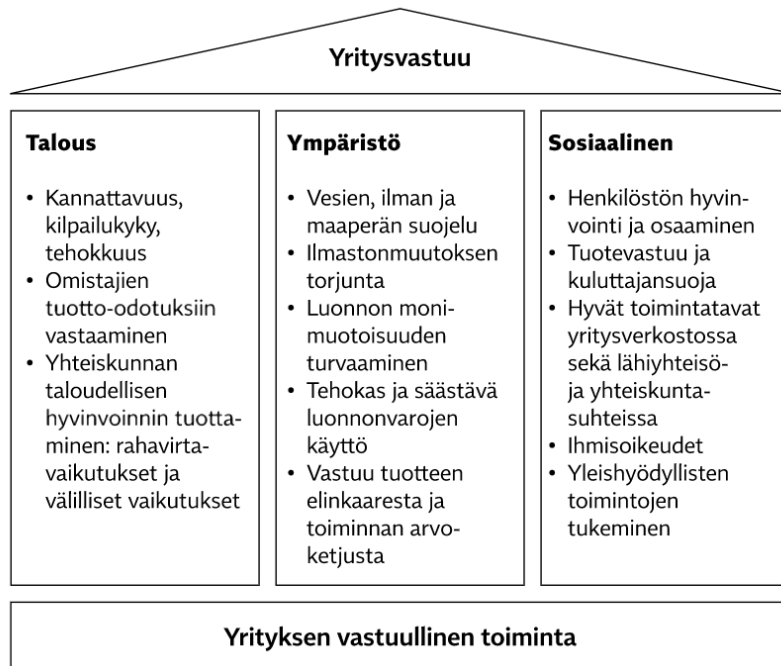 Yritysvastuu
Talous
• Kannattavuus,
kilpailukyky,
tehokkuus
• Omistajien
tuotto-odotuksiin
vastaaminen
• Yhteiskunnan
taloudellisen
hyvinvoinnin tuotta-
minen: rahavirta-
vaikutukset ja
välilliset vaikutukset
Ympäristö
• Vesien, ilman ja
maaperän suojelu
• Ilmastonmuutoksen
torjunta
• Luonnon moni-
muotoisuuden
turvaaminen
• Tehokas ja säästävä
luonnonvarojen
käyttö
• Vastuu tuotteen
elinkaaresta ja
toiminnan arvo-
ketjusta
Sosiaalinen
• Henkilöstön hyvin-
vointi ja osaaminen
• Tuotevastuu ja
kuluttajansuoja
• Hyvät toimintatavat
yritysverkostossa
sekä lähiyhteisö-
ja yhteiskunta-
suhteissa
• Ihmisoikeudet
• Yleishyödyllisten
toimintojen
tukeminen
Yrityksen vastuullinen toiminta